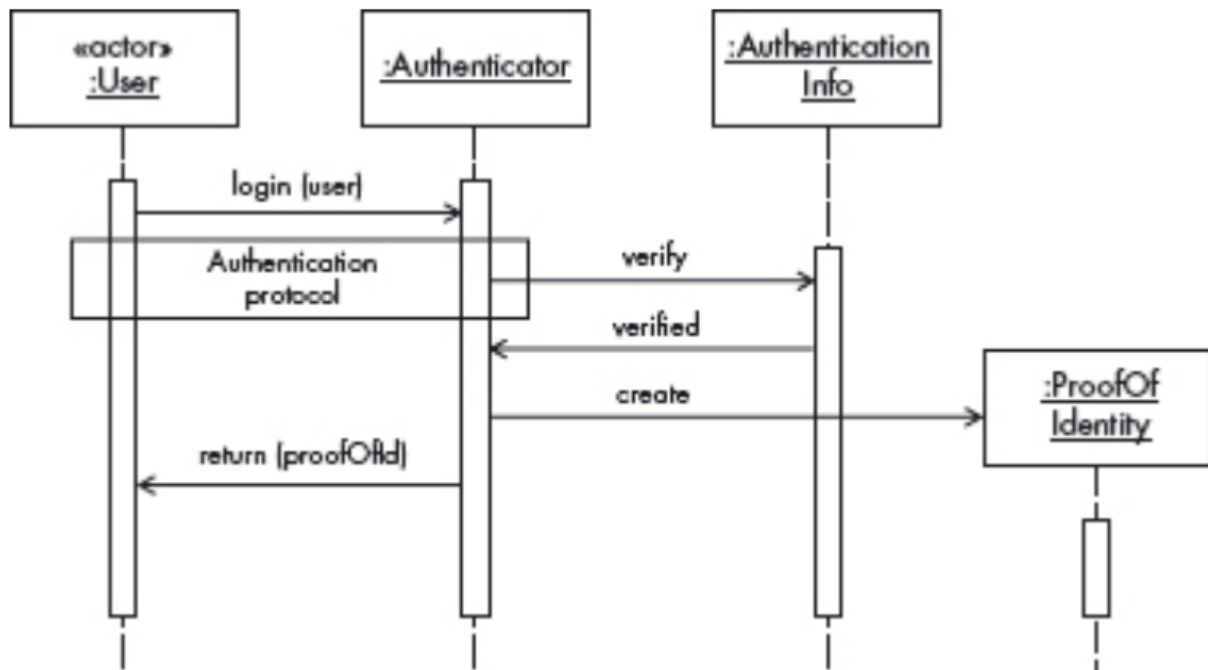 «actor»
:User
:Authenticator
:Authentication
Info
login (user)
Authentication
protocol
verify
verified
:ProofOf
Identity
create
return (proofOfId)